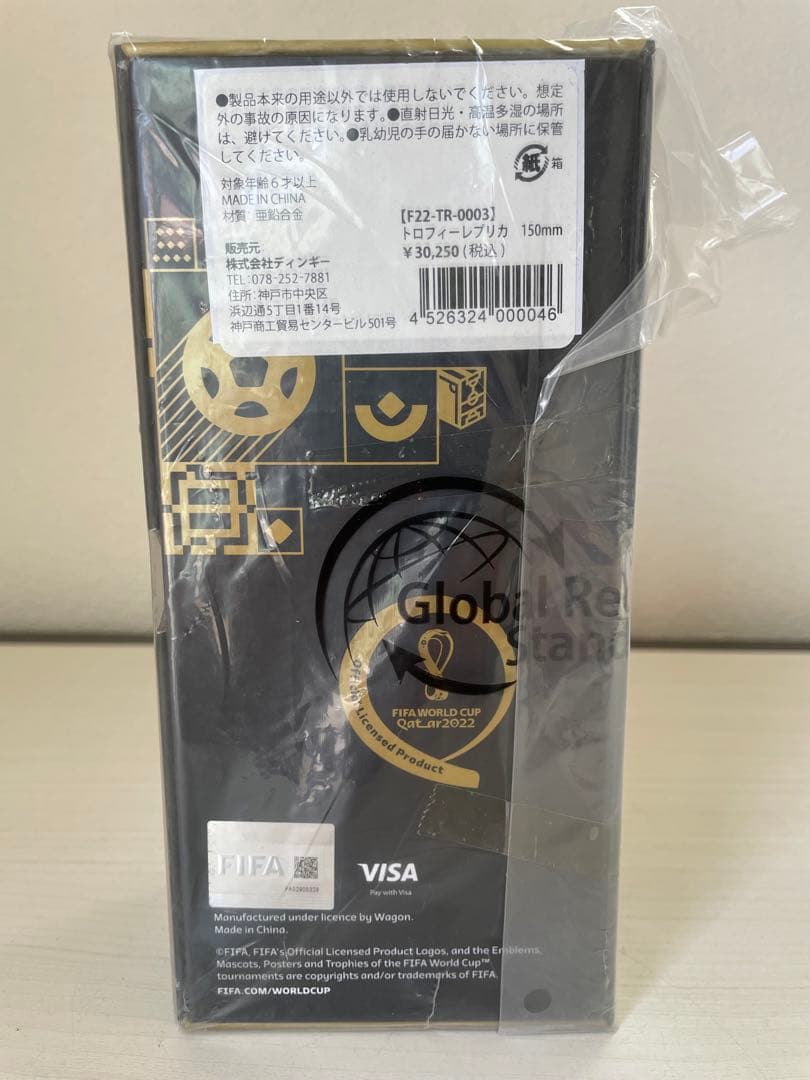 ●製品本来の用途以外では使用しないでください。想定
外の事故の原因になります。●直射日光・高温多湿の場所
は、避けてください。●乳幼児の手の届かない場所に保管
してください。
紙 箱
対象年齢6才以上
MADE IN CHINA
材質:亜鉛合金
販売元
株式会社ディンギー
TEL:078-252-7881
住所:神戸市中央区
浜辺通5丁目1番14号
神戸商工貿易センタービル501号
【F22-TR-0003】
トロフィーレプリカ 150mm
¥30,250(税込)
4 526324 000046
Global Re
Stand
FIFA WORLD CUP
Qatar2022
Official Licensed Product
FIFA
VISA
Pay with Visa
Manufactured under licence by Wagon.
Made in China.
©FIFA, FIFA's Official Licensed Product Logos, and the Emblems,
Mascots, Posters and Trophies of the FIFA World Cup™
tournaments are copyrights and/or trademarks of FIFA.
FIFA.COM/WORLDCUP